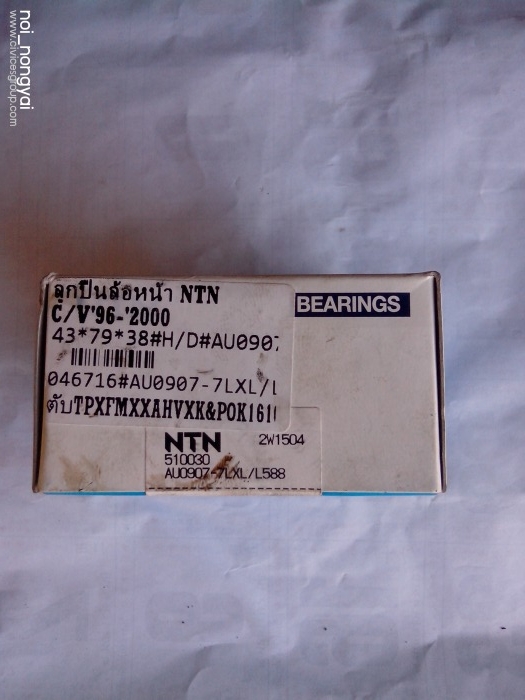 noi_nongyai
www.civicesgroup.com
ลูกปืนล้อหน้า NTN
C/V'96-'2000
BEARINGS
43*79*38#H/D#AU0907
046716#AU0907-7LXL/L
ตับTPXFMXXAHVXK&POK161
NTN
2W1504
510030
AU0907-7LXL/L588